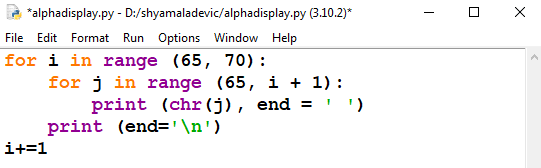 *alphadisplay.py - D:/shyamaladevic/alphadisplay.py (3.10.2)*
File Edit Format Run Options Window Help
for i in range (65, 70):
    for j in range (65, i + 1):
        print (chr(j), end = ' ')
    print (end='\n')
i+=1